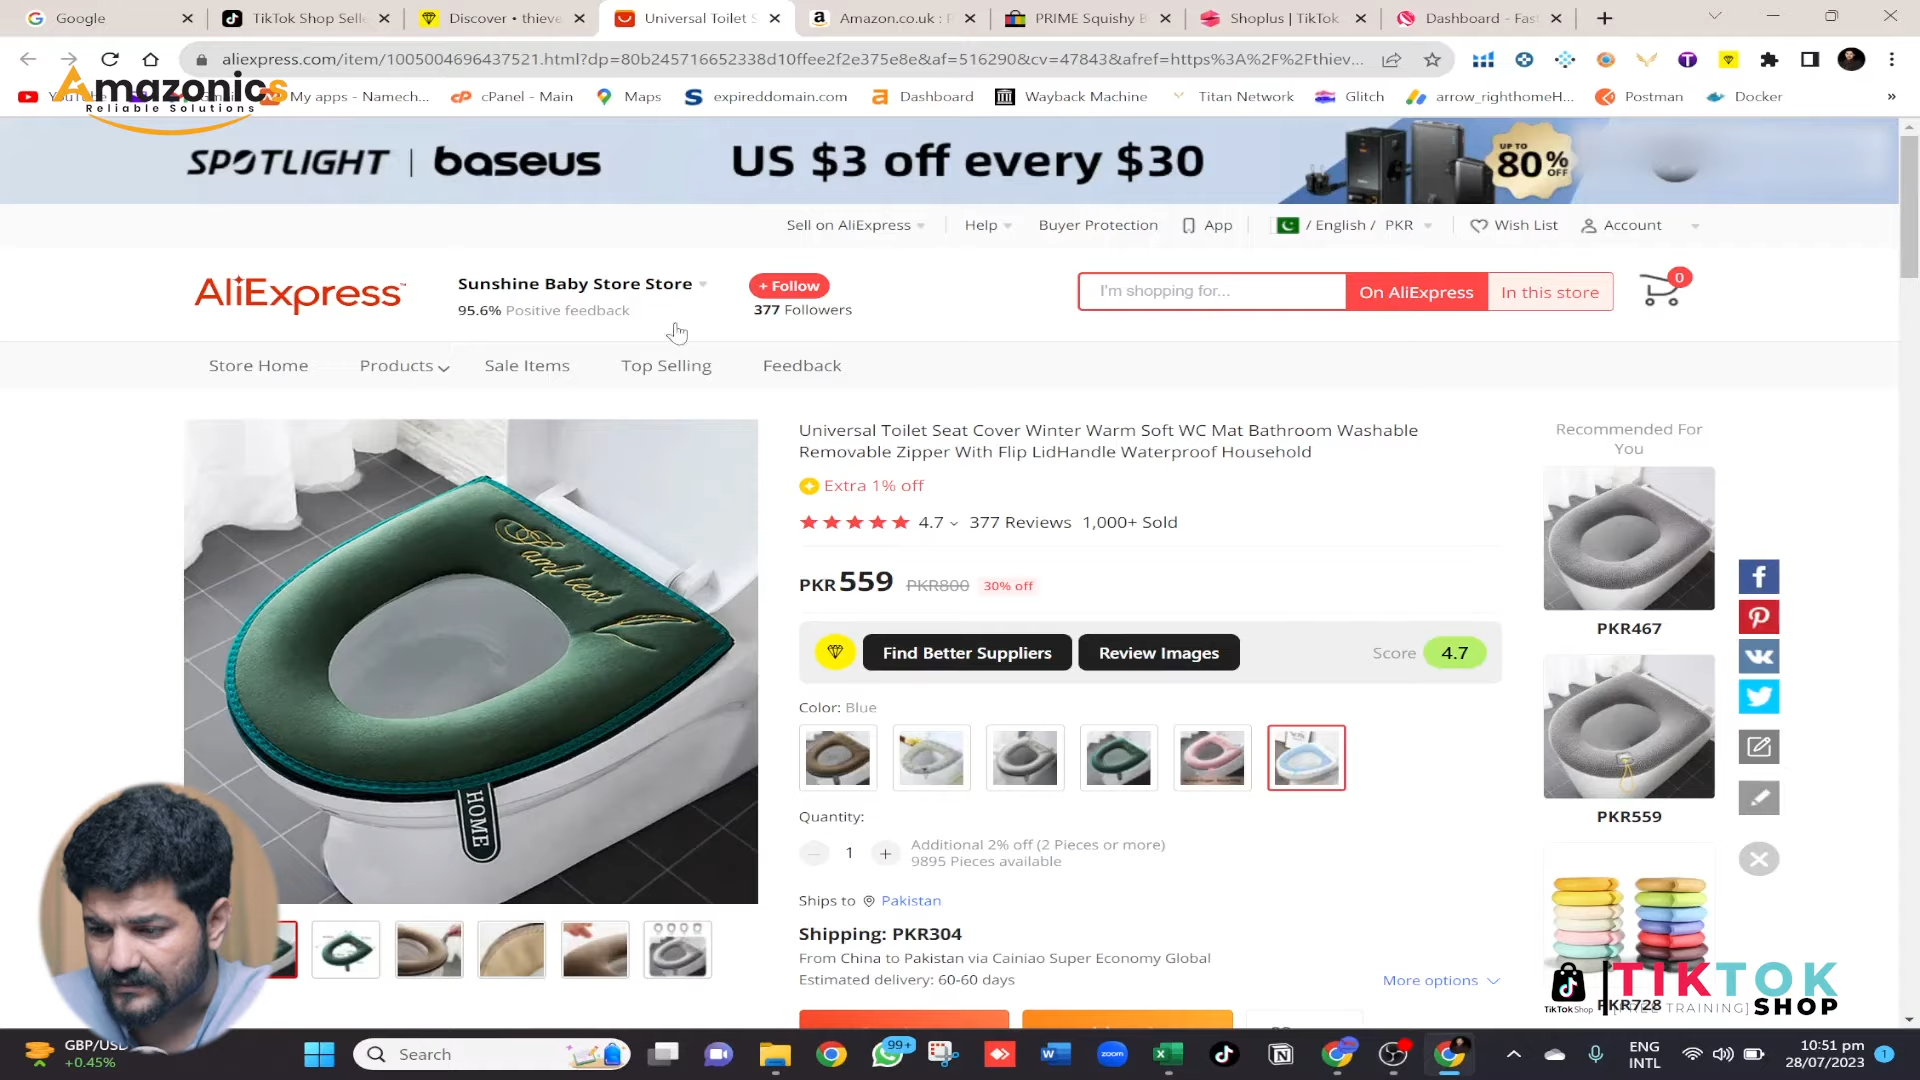 Google
TikTok Shop Selle
Discover • thieve
Universal Toilet S
Amazon.co.uk : P
PRIME Squishy B
Shoplus | TikTok
Dashboard - Fast
aliexpress.com/item/1005004696437521.html?dp=80b245716652338d10ffee2f2e375e8e&af=516290&cv=47843&afref=https%3A%2F%2Fthiev...
Amazonics
Reliable Solutions
My apps - Namech...
cPanel - Main
Maps
expireddomain.com
Dashboard
Wayback Machine
Titan Network
Glitch
arrow_righthomeH...
Postman
Docker
»
SPOTLIGHT | baseus
US $3 off every $30
UP TO
80% OFF
Sell on AliExpress
Help
Buyer Protection
App
/ English / PKR
Wish List
Account
AliExpress
Sunshine Baby Store Store
95.6% Positive feedback
+ Follow
377 Followers
I'm shopping for...
On AliExpress
In this store
0
Store Home
Products
Sale Items
Top Selling
Feedback
HOME
Universal Toilet Seat Cover Winter Warm Soft WC Mat Bathroom Washable
Removable Zipper With Flip LidHandle Waterproof Household
Extra 1% off
4.7
377 Reviews
1,000+ Sold
PKR 559 PKR800 30% off
Find Better Suppliers
Review Images
Score 4.7
Color: Blue
Quantity:
1
Additional 2% off (2 Pieces or more)
9895 Pieces available
Ships to Pakistan
Shipping: PKR304
From China to Pakistan via Cainiao Super Economy Global
Estimated delivery: 60-60 days
More options
Recommended For
You
PKR467
PKR559
PKR728
TikTok Shop
TIKTOK
[FREE TRAINING] SHOP
GBP/USD
+0.45%
Search
99+
zoom
ENG
INTL
10:51 pm
28/07/2023
1